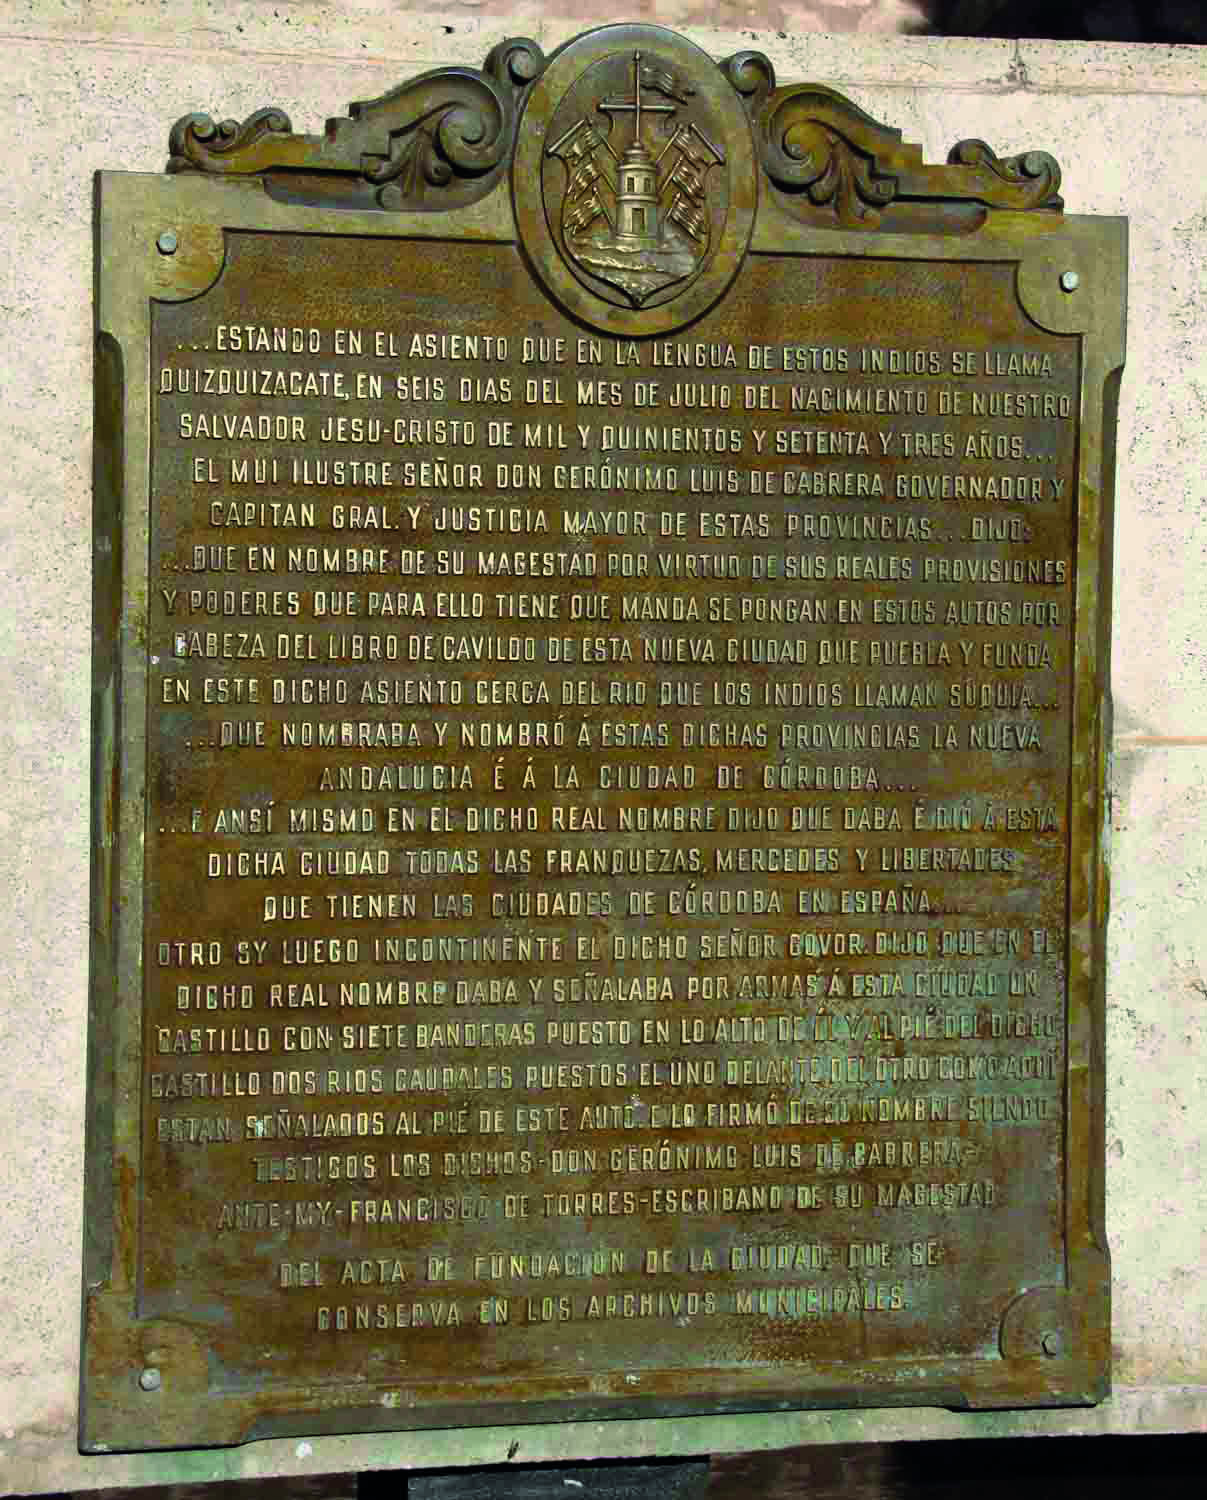 ...ESTANDO EN EL ASIENTO QUE EN LA LENGUA DE ESTOS INDIOS SE LLAMA
QUIZQUIZACATE, EN SEIS DIAS DEL MES DE JULIO DEL NACIMIENTO DE NUESTRO
SALVADOR JESU-CRISTO DE MIL Y QUINIENTOS Y SETENTA Y TRES AÑOS...
EL MUI ILUSTRE SEÑOR DON GERÓNIMO LUIS DE CABRERA GOVERNADOR Y
CAPITAN GRAL. Y JUSTICIA MAYOR DE ESTAS PROVINCIAS... DIJO:
...QUE EN NOMBRE DE SU MAGESTAD POR VIRTUD DE SUS REALES PROVISIONES
Y PODERES QUE PARA ELLO TIENE QUE MANDA SE PONGAN EN ESTOS AUTOS POR
CABEZA DEL LIBRO DE CAVILDO DE ESTA NUEVA CIUDAD QUE PUEBLA Y FUNDA
EN ESTE DICHO ASIENTO CERCA DEL RIO QUE LOS INDIOS LLAMAN SUQUIA...
...QUE NOMBRABA Y NOMBRÓ Á ESTAS DICHAS PROVINCIAS LA NUEVA
ANDALUCIA É Á LA CIUDAD DE CÓRDOBA...
...E ANSÍ MISMO EN EL DICHO REAL NOMBRE DIJO QUE DABA É DIÓ Á ESTA
DICHA CIUDAD TODAS LAS FRANQUEZAS, MERCEDES Y LIBERTADES
QUE TIENEN LAS CIUDADES DE CÓRDOBA EN ESPAÑA...
OTRO SY LUEGO INCONTINENTE EL DICHO SEÑOR GOVOR. DIJO QUE EN EL
DICHO REAL NOMBRE DABA Y SEÑALABA POR ARMAS Á ESTA CIUDAD UN
CASTILLO CON SIETE BANDERAS PUESTO EN LO ALTO DE ÉL Y AL PIÉ DEL DICHO
CASTILLO DOS RIOS CAUDALES PUESTOS EL UNO DELANTE DEL OTRO COMO AQUÍ
ESTAN SEÑALADOS AL PIÉ DE ESTE AUTO. E LO FIRMÓ DE SU NOMBRE SIENDO
TESTIGOS LOS DICHOS-DON GERÓNIMO LUIS DE CABRERA-
ANTE-MY-FRANCISCO DE TORRES-ESCRIBANO DE SU MAGESTAD
DEL ACTA DE FUNDACIÓN DE LA CIUDAD, QUE SE
CONSERVA EN LOS ARCHIVOS MUNICIPALES.